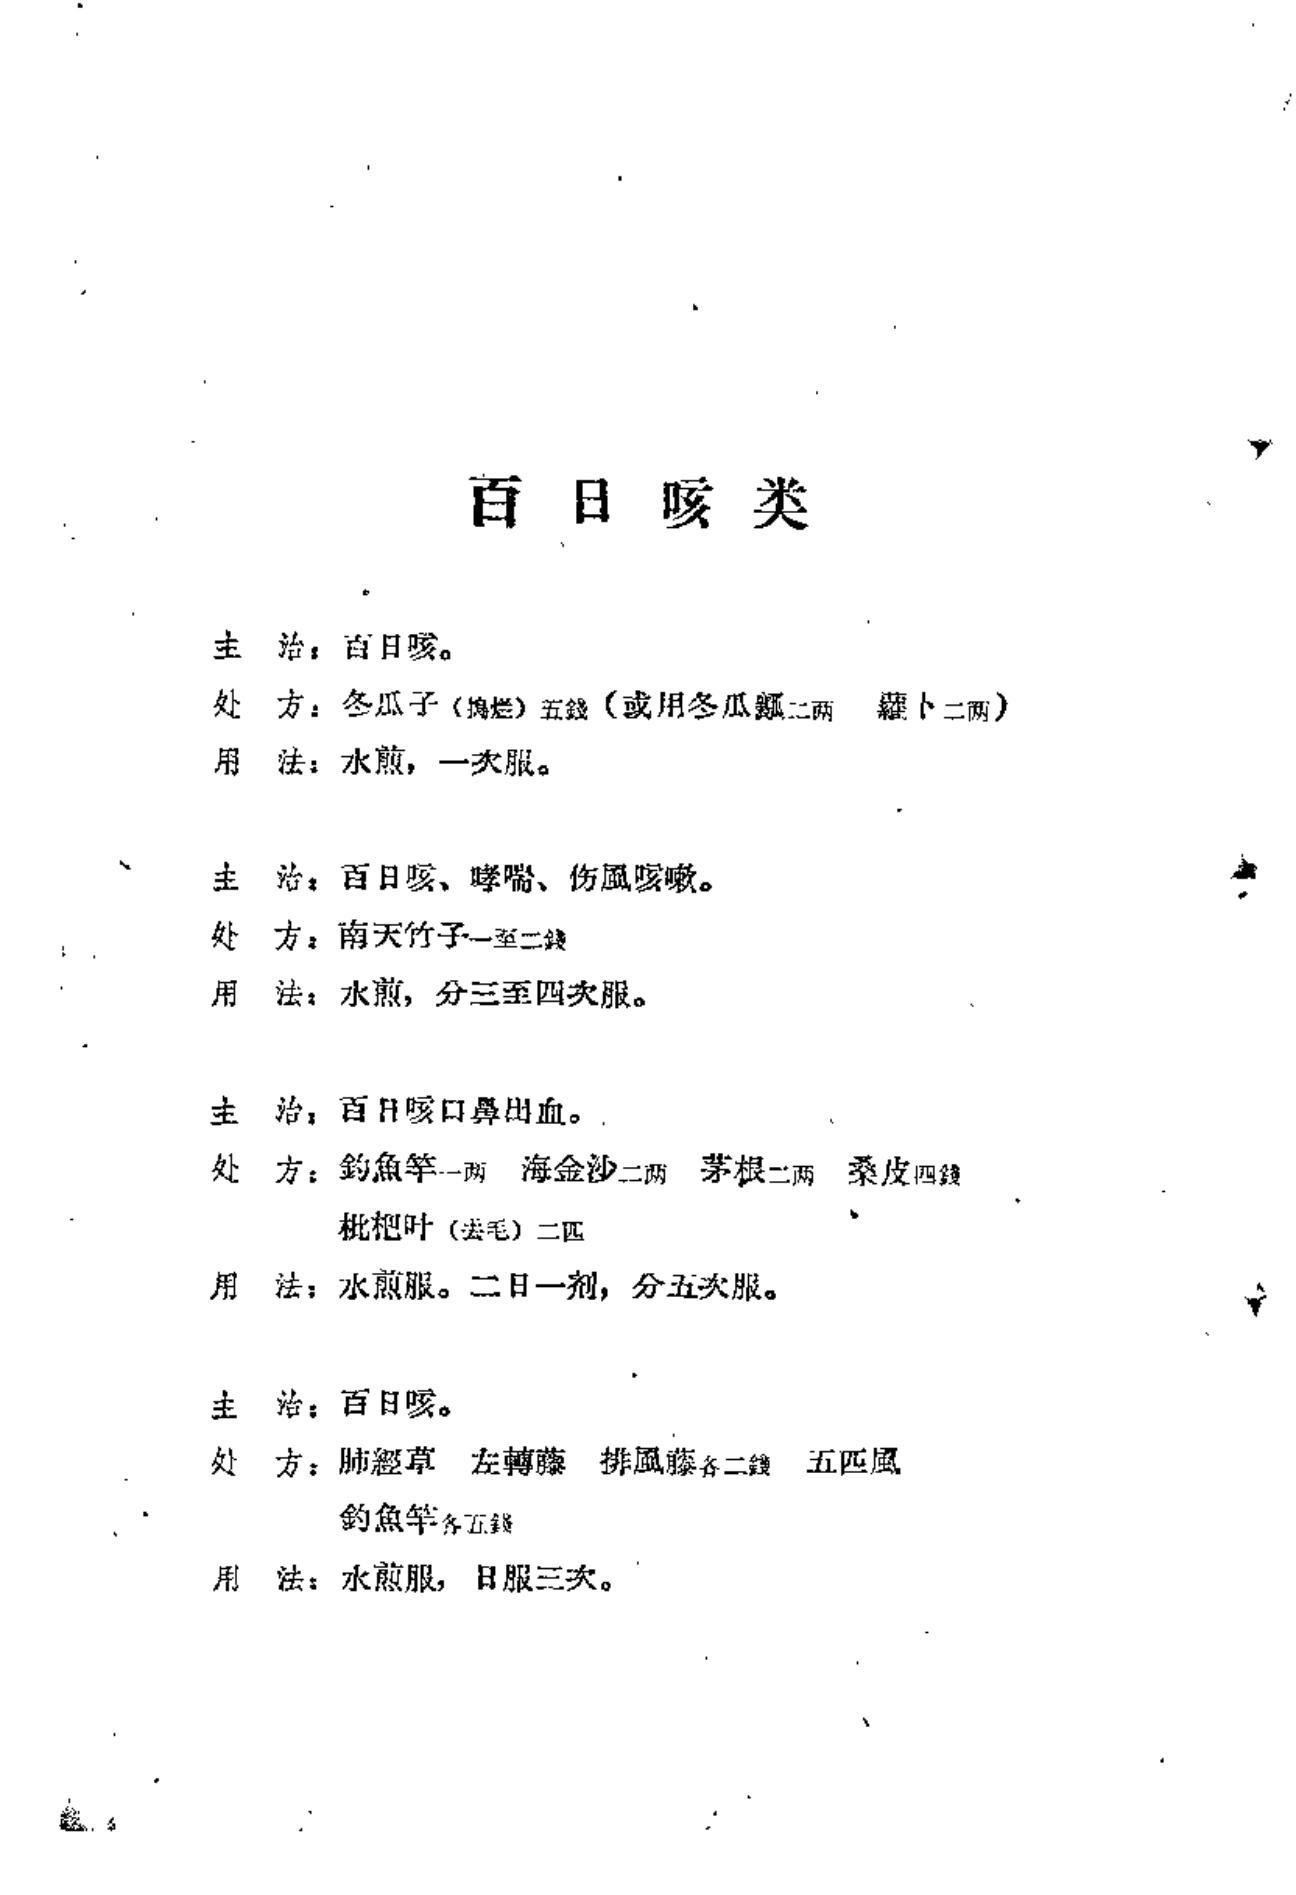 百日咳类
主 治：百日咳。
处 方：冬瓜子（搗烂）五錢（或用冬瓜瓤二两 蘿卜二两）
用 法：水煎，一次服。
主 治：百日咳、哮喘、伤風咳嗽。
处 方：南天竹子一至二錢
用 法：水煎，分三至四次服。
主 治：百日咳口鼻出血。
处 方：釣魚竿一两 海金沙二两 茅根二两 桑皮四錢
枇杷叶（去毛）二匹
用 法：水煎服。二日一剂，分五次服。
主 治：百日咳。
处 方：肺經草 左轉藤 排風藤各二錢 五匹風
釣魚竿各五錢
用 法：水煎服，日服三次。